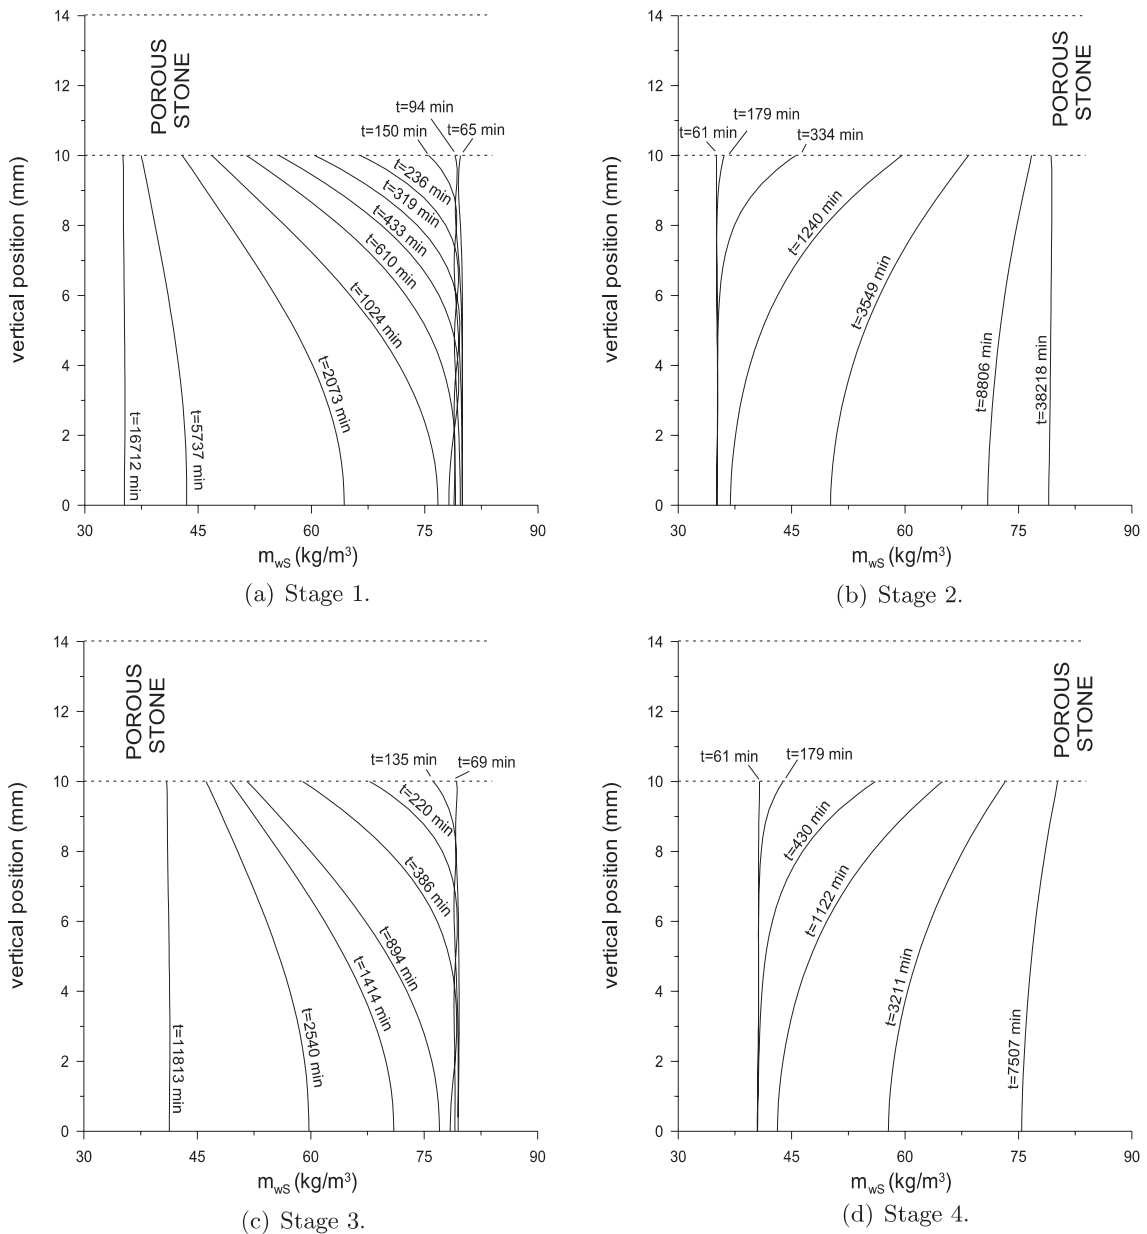 14
12
10
8
6
4
2
0
vertical position (mm)
POROUS
STONE
t=94 min
t=150 min
t=65 min
t=236 min
t=319 min
t=433 min
t=610 min
t=1024 min
t=2073 min
t=5737 min
t=16712 min
30 45 60 75 90
mwS (kg/m³)
(a) Stage 1.
14
12
10
8
6
4
2
0
vertical position (mm)
POROUS
STONE
t=179 min
t=61 min
t=334 min
t=1240 min
t=3549 min
t=8806 min
t=38218 min
30 45 60 75 90
mwS (kg/m³)
(b) Stage 2.
14
12
10
8
6
4
2
0
vertical position (mm)
POROUS
STONE
t=135 min
t=69 min
t=220 min
t=386 min
t=894 min
t=1414 min
t=2540 min
t=11813 min
30 45 60 75 90
mwS (kg/m³)
(c) Stage 3.
14
12
10
8
6
4
2
0
vertical position (mm)
POROUS
STONE
t=61 min
t=179 min
t=430 min
t=1122 min
t=3211 min
t=7507 min
30 45 60 75 90
mwS (kg/m³)
(d) Stage 4.